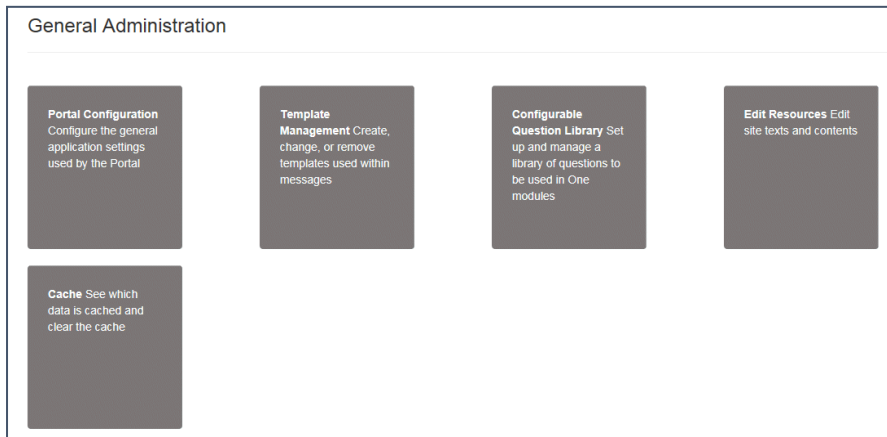 General Administration
Portal Configuration
Configure the general
application settings
used by the Portal
Template
Management Create,
change, or remove
templates used within
messages
Configurable
Question Library Set
up and manage a
library of questions to
be used in One
modules
Edit Resources Edit
site texts and contents
Cache See which
data is cached and
clear the cache